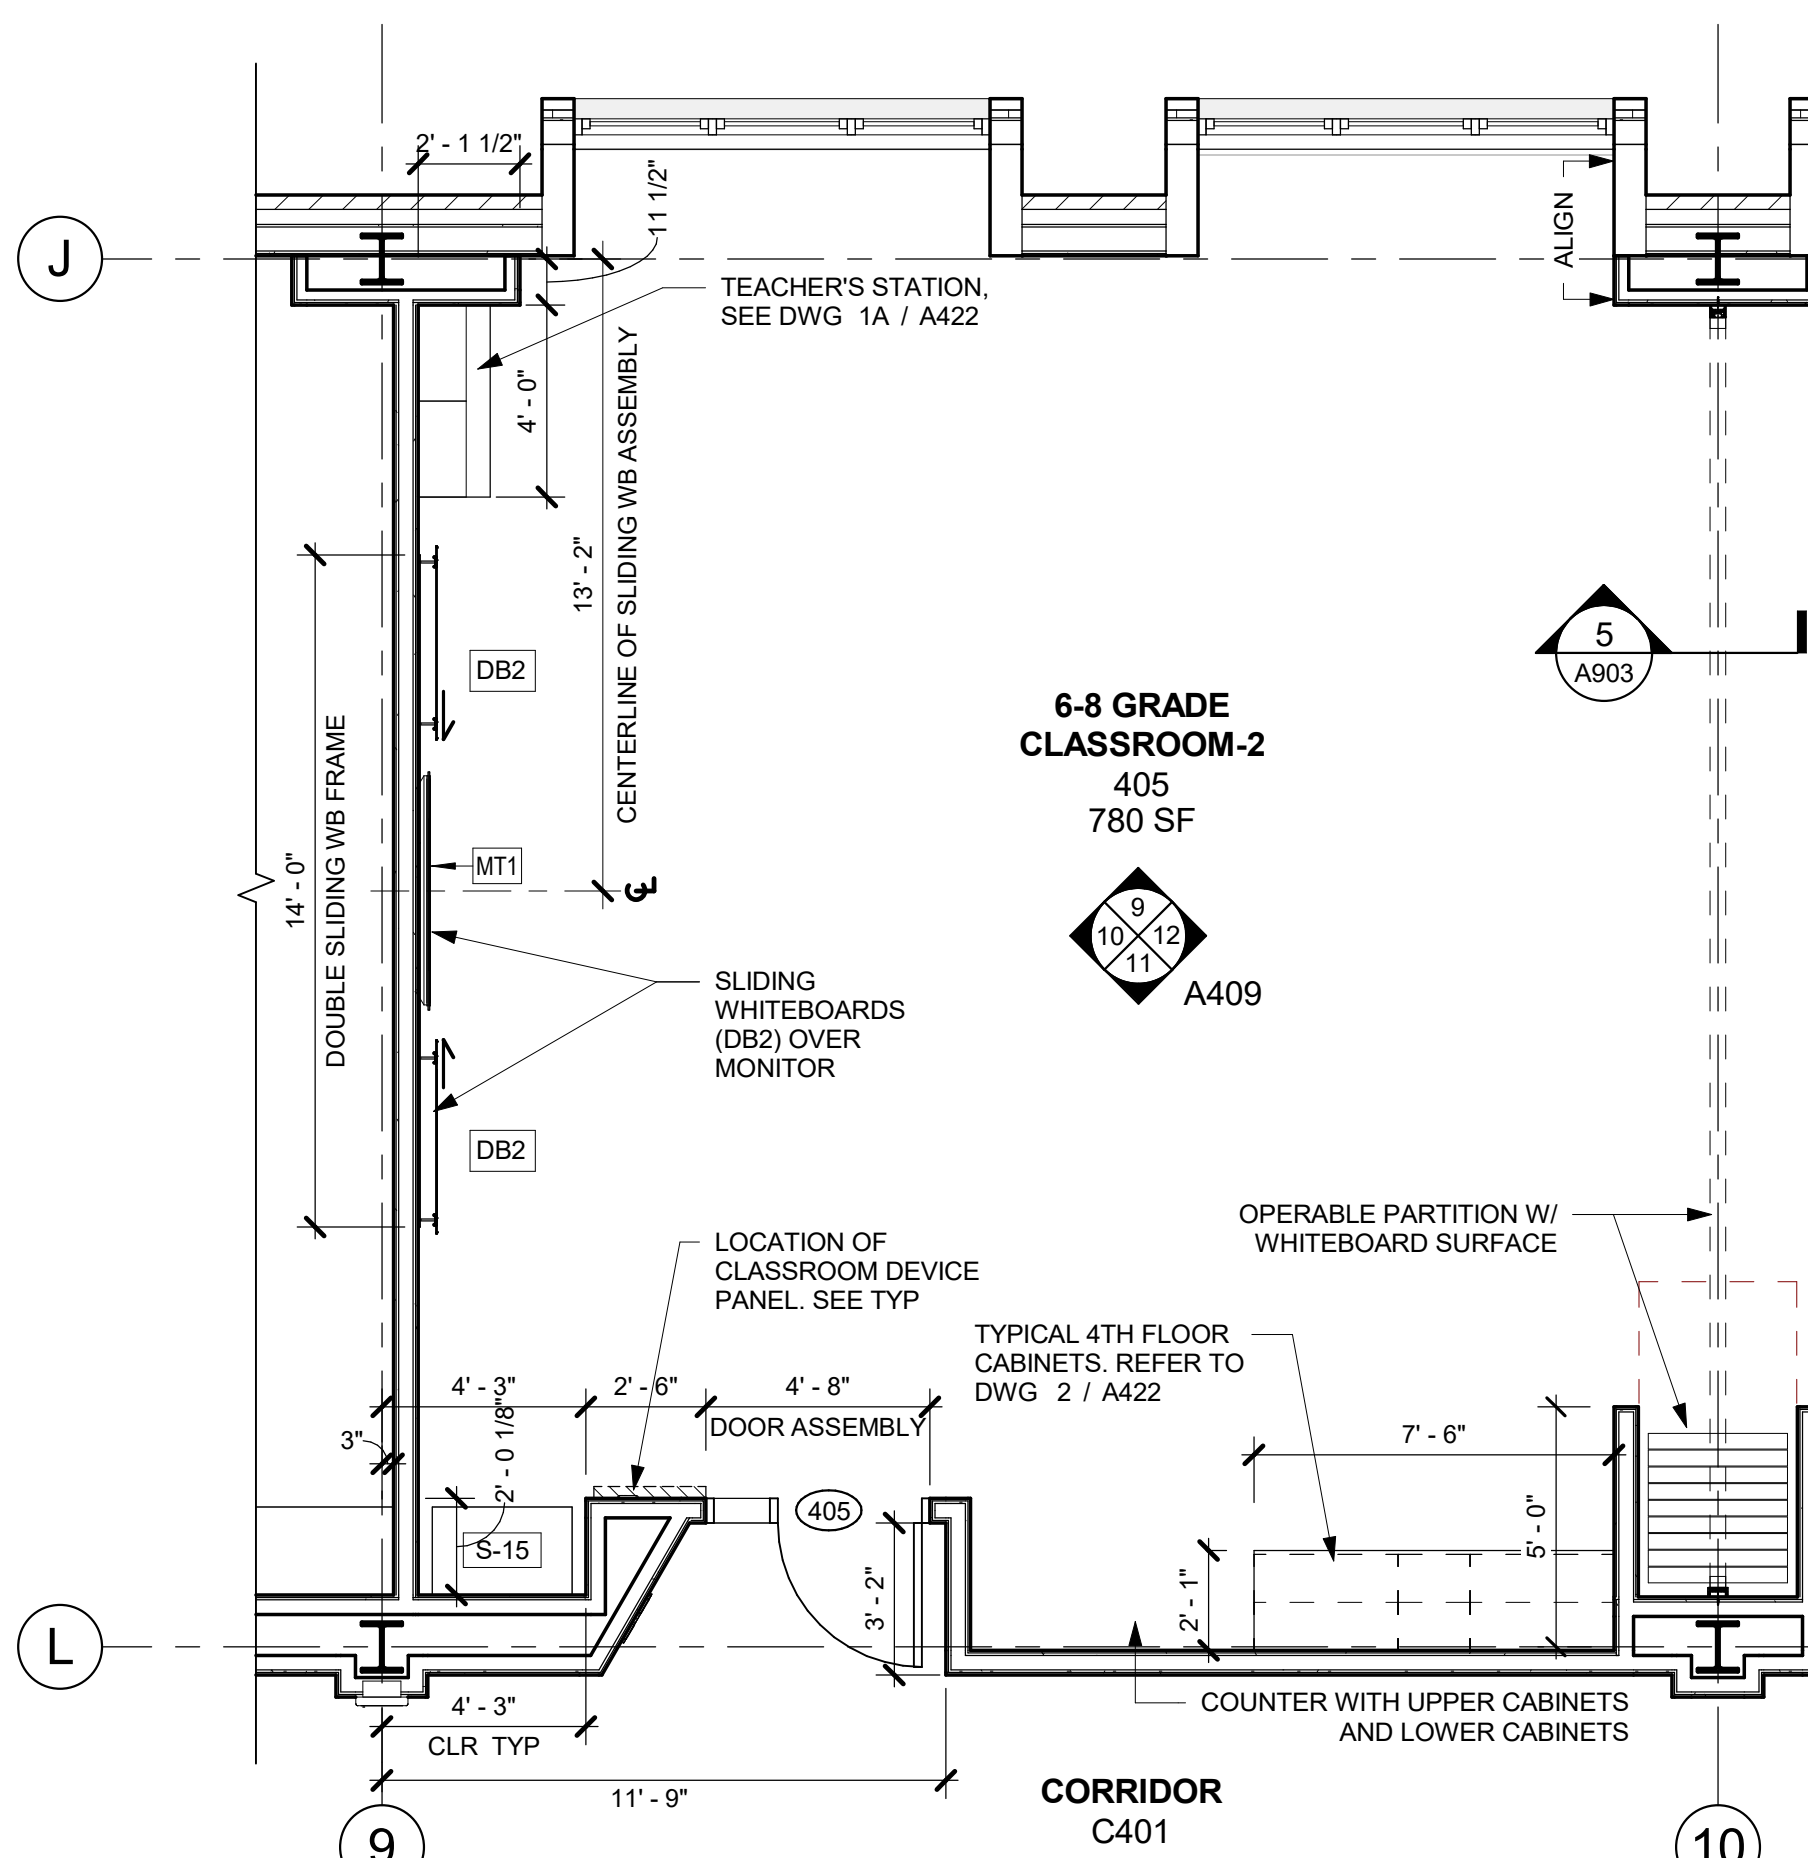 2' - 1 1/2"
11 1/2"
J
ALIGN
TEACHER'S STATION,
SEE DWG 1A / A422
4' - 0"
CENTERLINE OF SLIDING WB ASSEMBLY
13' - 2"
DB2
5
A903
6-8 GRADE
CLASSROOM-2
405
780 SF
DOUBLE SLIDING WB FRAME
14' - 0"
MT1
CL
9
10
12
11
A409
SLIDING
WHITEBOARDS
(DB2) OVER
MONITOR
DB2
OPERABLE PARTITION W/
WHITEBOARD SURFACE
LOCATION OF
CLASSROOM DEVICE
PANEL. SEE TYP
TYPICAL 4TH FLOOR
CABINETS. REFER TO
DWG 2 / A422
4' - 3"
2' - 6"
4' - 8"
DOOR ASSEMBLY
3"
2' - 0 1/8"
7' - 6"
405
S-15
5' - 0"
3' - 2"
2' - 1"
L
COUNTER WITH UPPER CABINETS
AND LOWER CABINETS
4' - 3"
CLR TYP
11' - 9"
CORRIDOR
C401
9
10